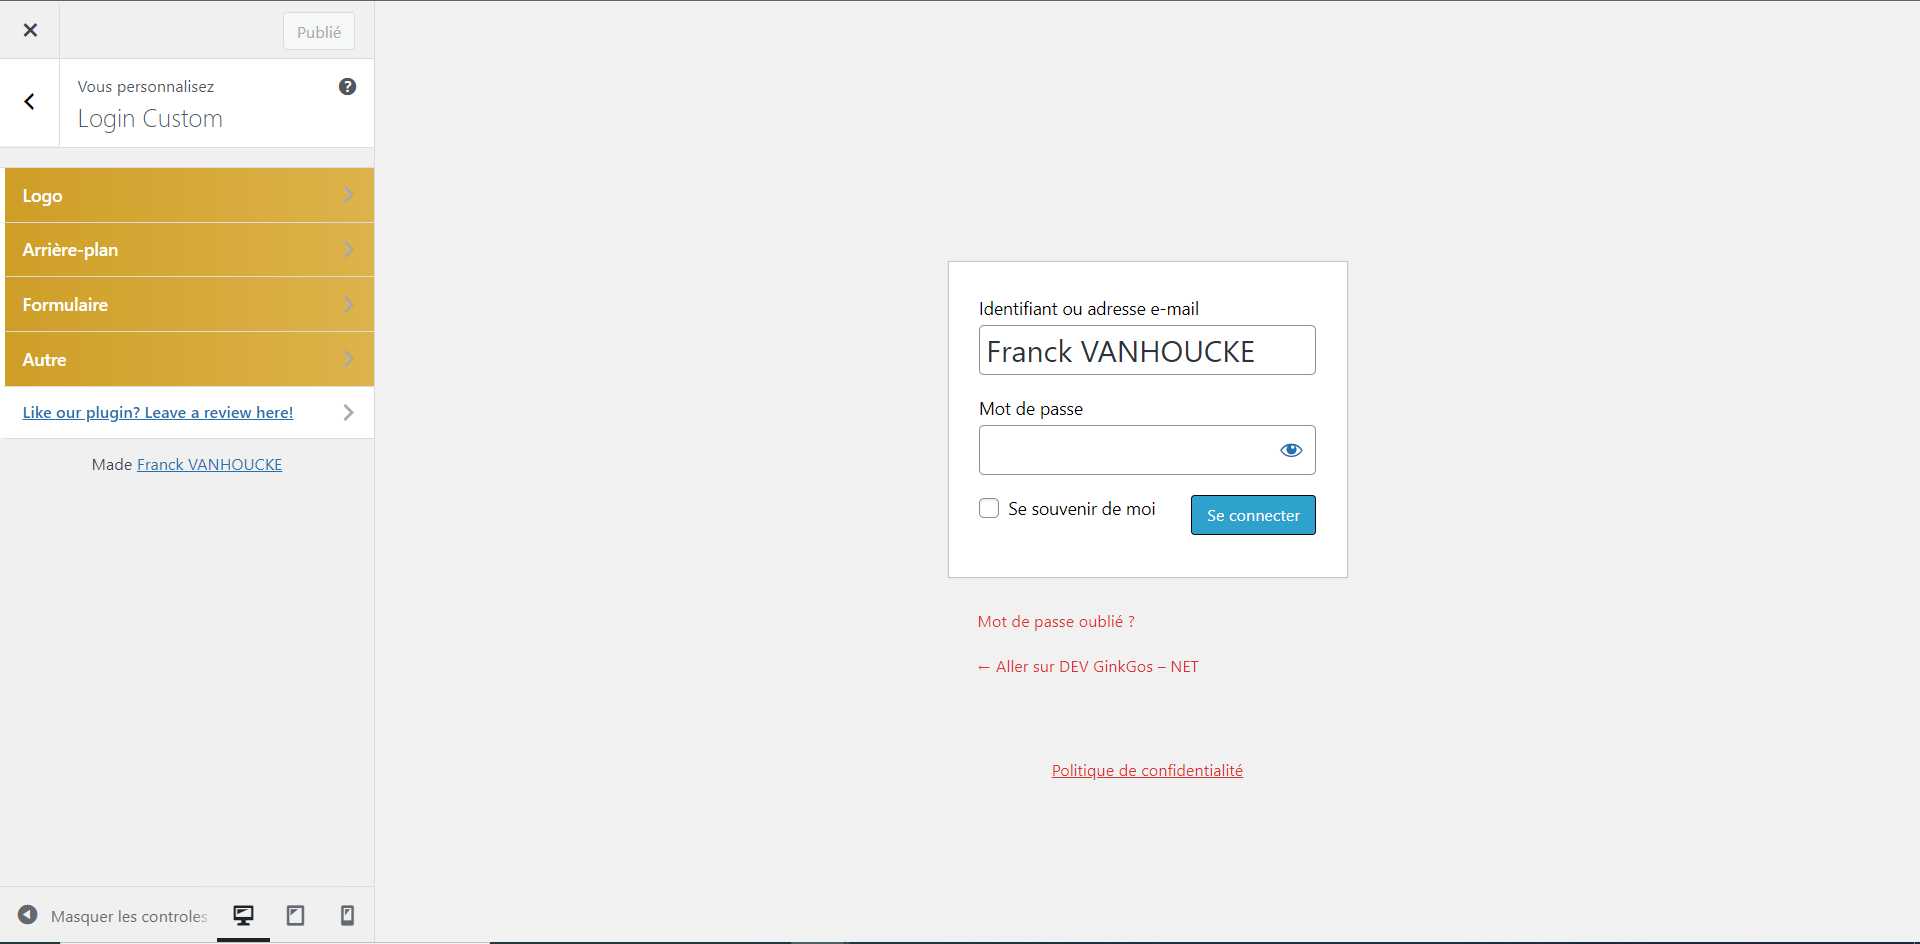 Publié
Vous personnalisez
Login Custom
Logo
Arrière-plan
Formulaire
Autre
Like our plugin? Leave a review here!
Made Franck VANHOUCKE
Masquer les controles
Identifiant ou adresse e-mail
Franck VANHOUCKE
Mot de passe
Se souvenir de moi
Se connecter
Mot de passe oublié ?
← Aller sur DEV GinkGos – NET
Politique de confidentialité